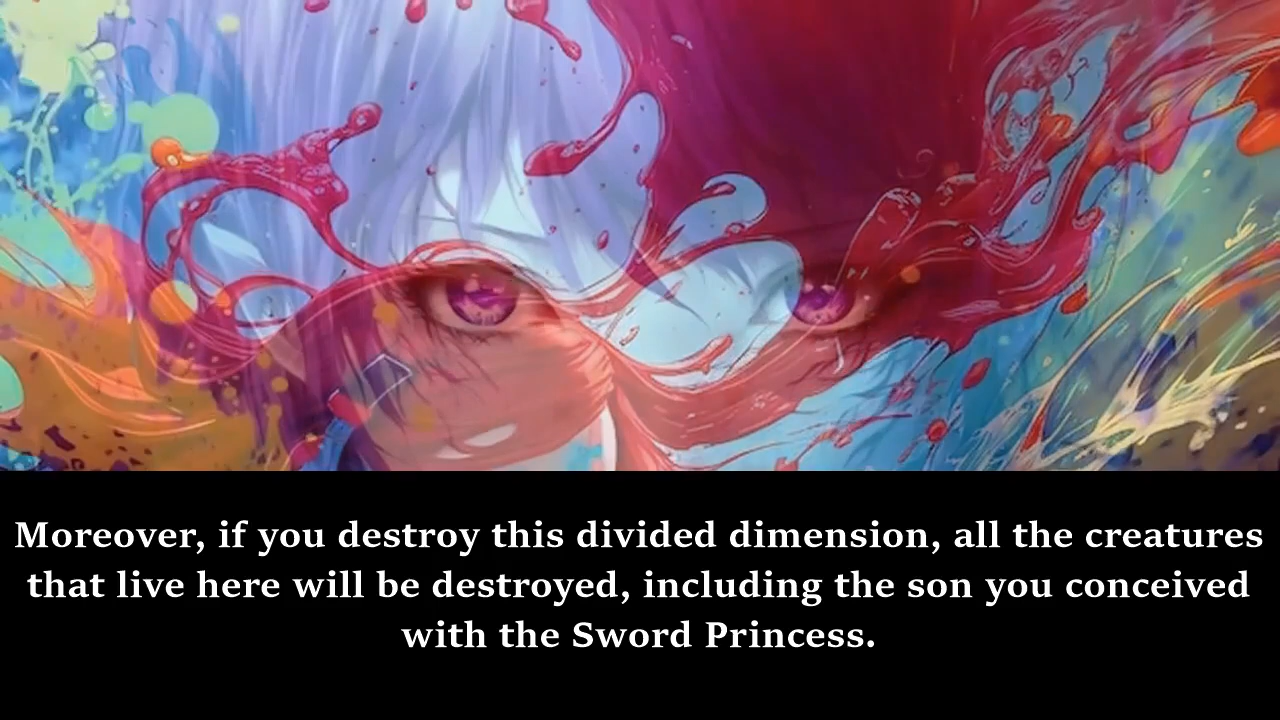 Moreover, if you destroy this divided dimension, all the creatures
that live here will be destroyed, including the son you conceived
with the Sword Princess.